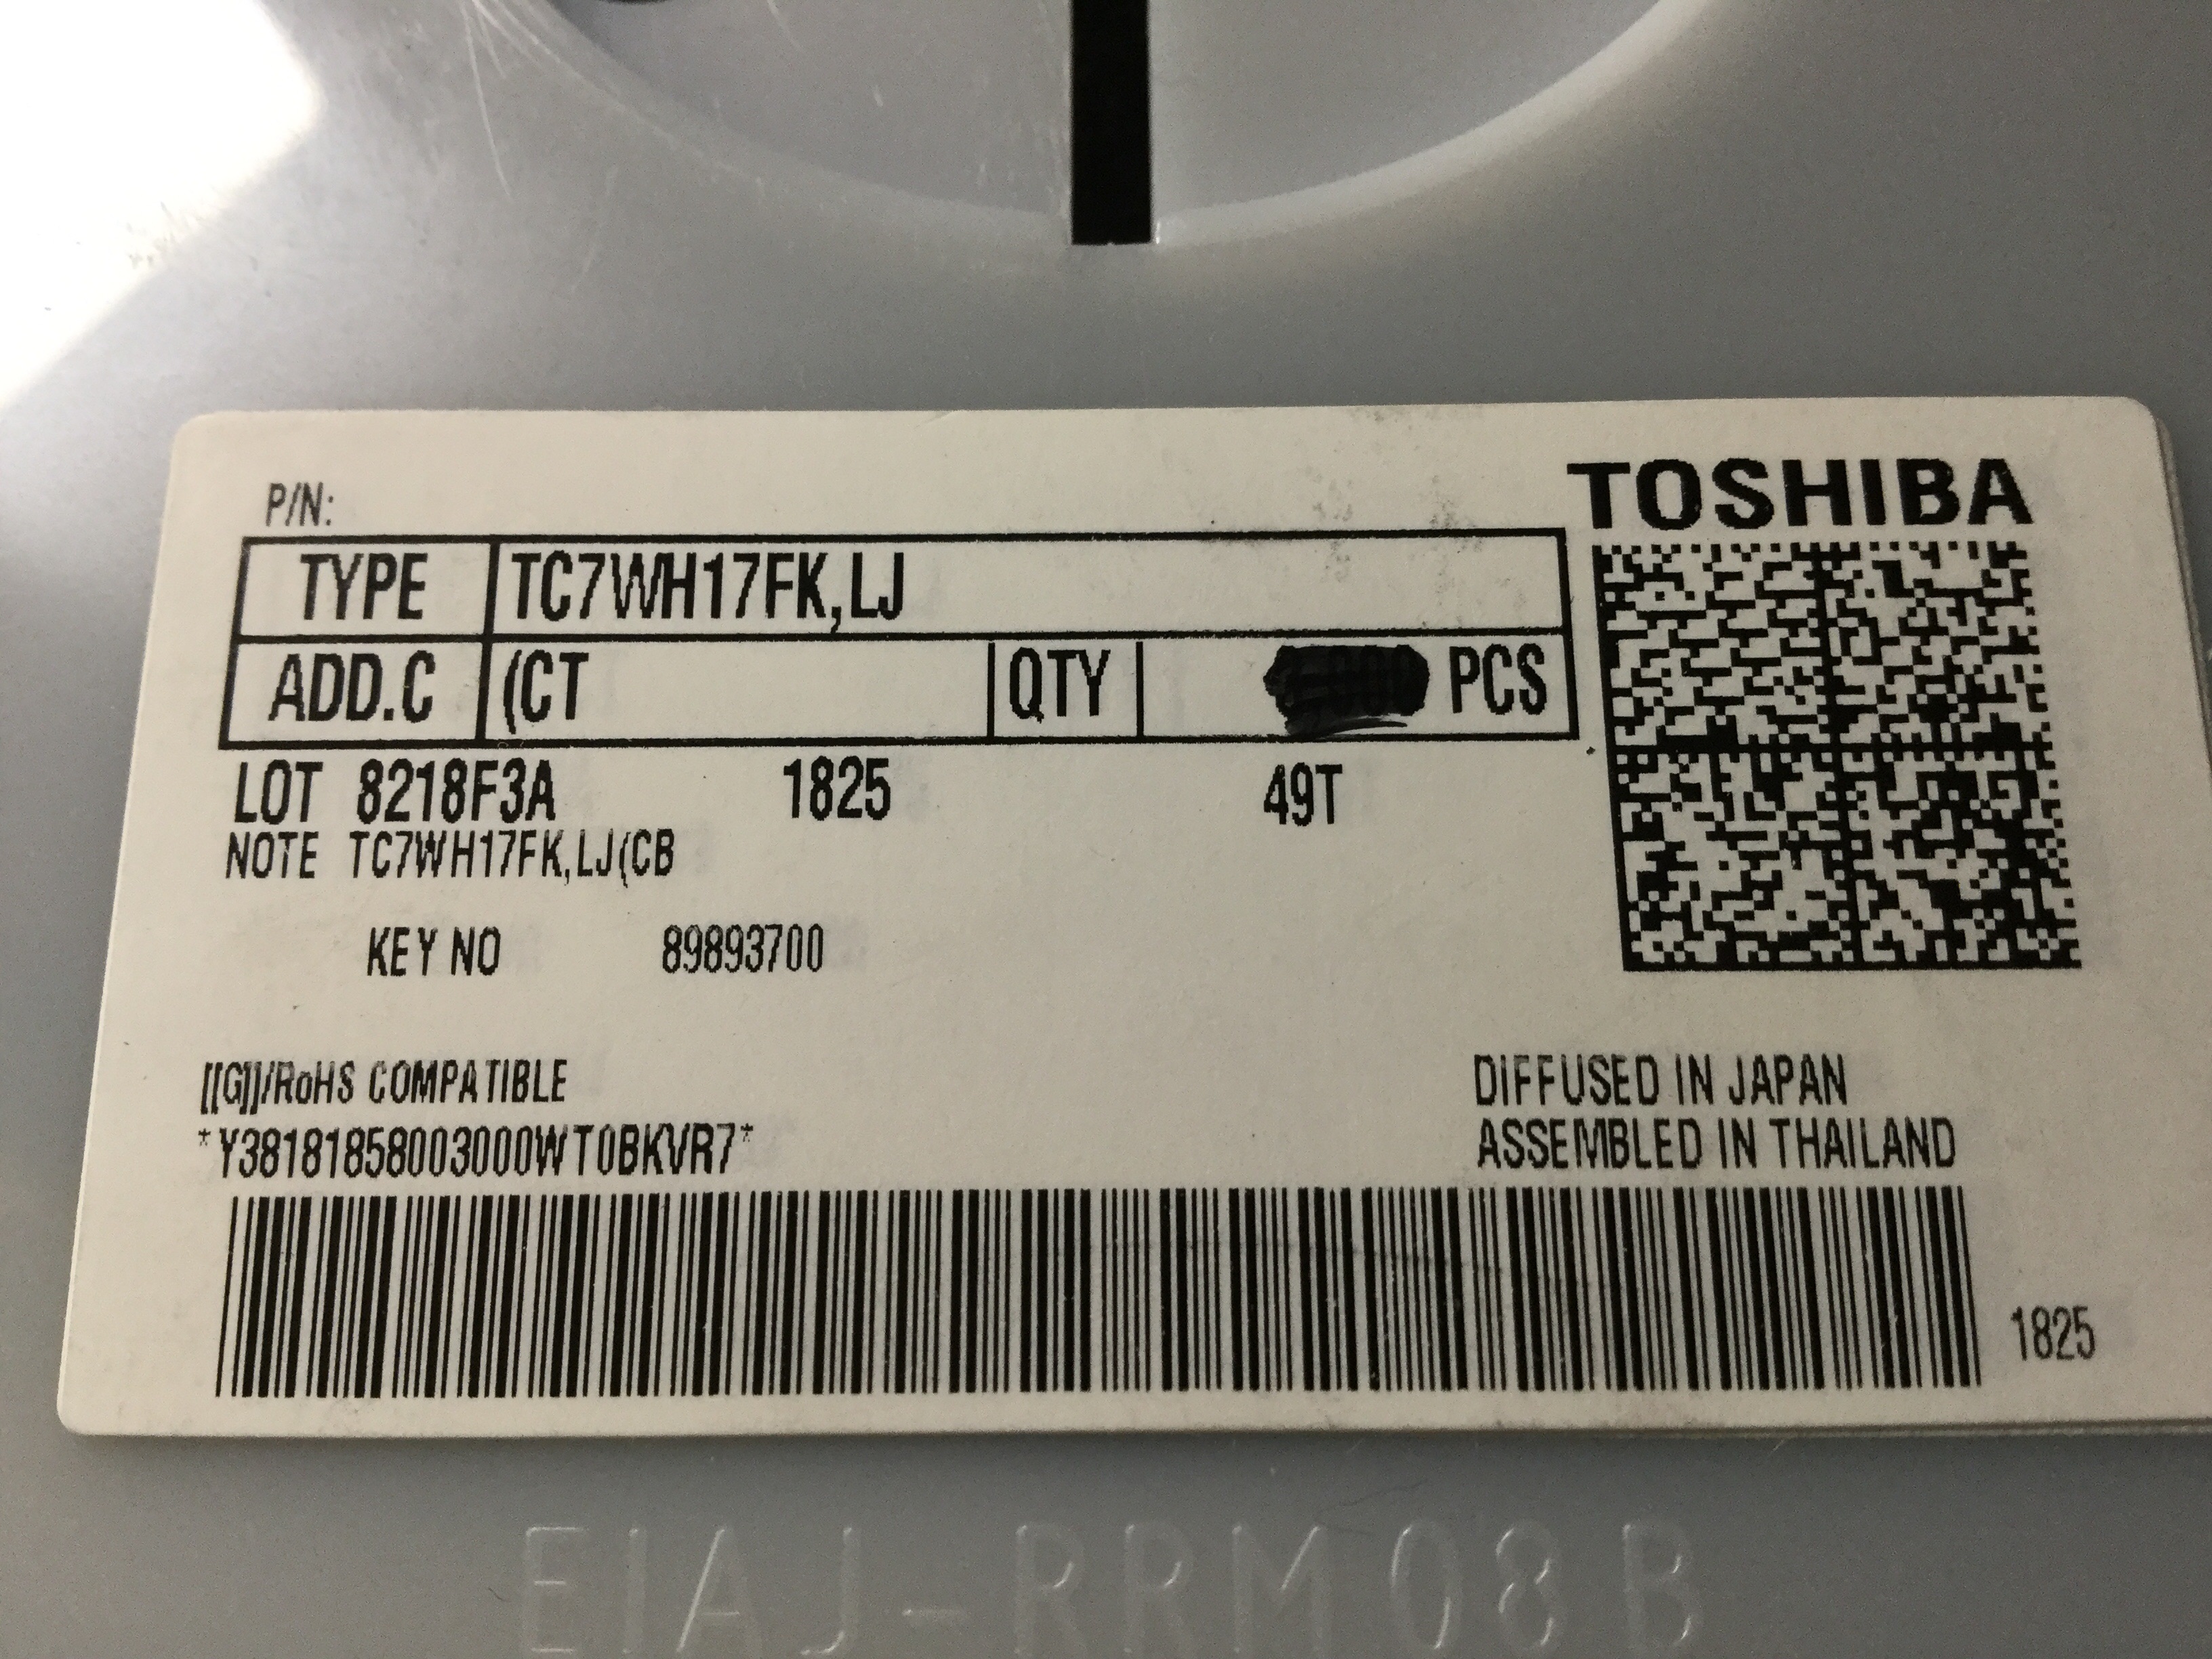 P/N:
TOSHIBA
TYPE TC7WH17FK,LJ
ADD.C (CT QTY PCS
LOT 8218F3A 1825 49T
NOTE TC7WH17FK,LJ(CB
KEY NO 89893700
[[G]]/RoHS COMPATIBLE
DIFFUSED IN JAPAN
*Y38181858003000WT0BKVR7*
ASSEMBLED IN THAILAND
1825
EIAJ-RRM08B